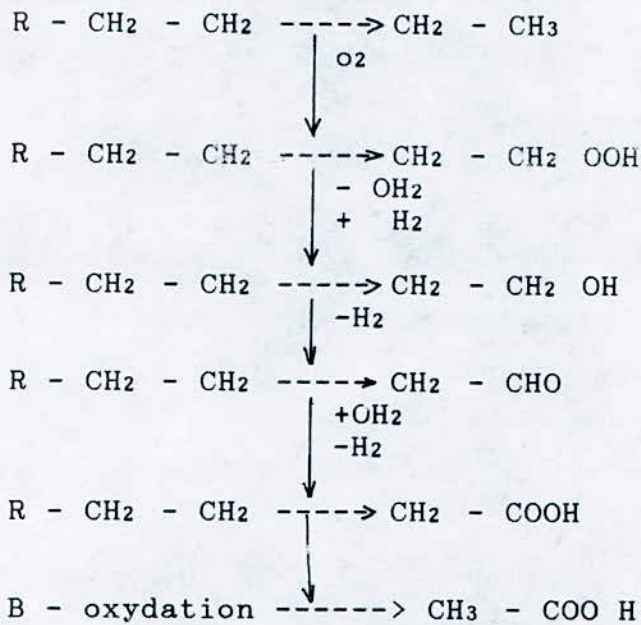 R - CH2 - CH2 -----> CH2 - CH3
O2
R - CH2 - CH2 -----> CH2 - CH2 OOH
- OH2
+ H2
R - CH2 - CH2 -----> CH2 - CH2 OH
-H2
R - CH2 - CH2 -----> CH2 - CHO
+OH2
-H2
R - CH2 - CH2 -----> CH2 - COOH
B - oxydation ------> CH3 - COO H